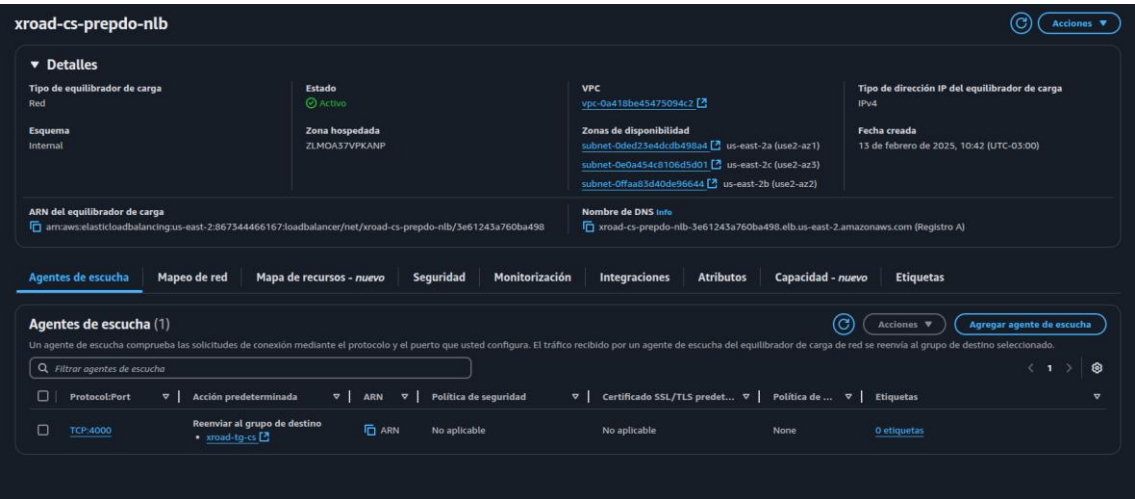 xroad-cs-prepdo-nlb
Acciones
Detalles
Tipo de equilibrador de carga
Red
Estado
Activo
VPC
vpc-0a418be45475094c2
Tipo de dirección IP del equilibrador de carga
IPv4
Esquema
Internal
Zona hospedada
ZLMOA37VPKANP
Zonas de disponibilidad
subnet-0ded23e4dcdb498a4 us-east-2a (use2-az1)
subnet-0e0a454c8106d5d01 us-east-2c (use2-az3)
subnet-0ffaa83d40de96644 us-east-2b (use2-az2)
Fecha creada
13 de febrero de 2025, 10:42 (UTC-03:00)
ARN del equilibrador de carga
arn:aws:elasticloadbalancing:us-east-2:867344466167:loadbalancer/net/xroad-cs-prepdo-nlb/3e61243a760ba498
Nombre de DNS Info
xroad-cs-prepdo-nlb-3e61243a760ba498.elb.us-east-2.amazonaws.com (Registro A)
Agentes de escucha Mapeo de red Mapa de recursos - nuevo Seguridad Monitorización Integraciones Atributos Capacidad - nuevo Etiquetas
Agentes de escucha (1)
Acciones
Agregar agente de escucha
Un agente de escucha comprueba las solicitudes de conexión mediante el protocolo y el puerto que usted configura. El tráfico recibido por un agente de escucha del equilibrador de carga de red se reenvía al grupo de destino seleccionado.
Filtrar agentes de escucha
1
Protocol:Port Acción predeterminada ARN Política de seguridad Certificado SSL/TLS predet... Política de ... Etiquetas
TCP:4000
Reenviar al grupo de destino
• xroad-tg-cs
ARN
No aplicable
No aplicable
None
0 etiquetas